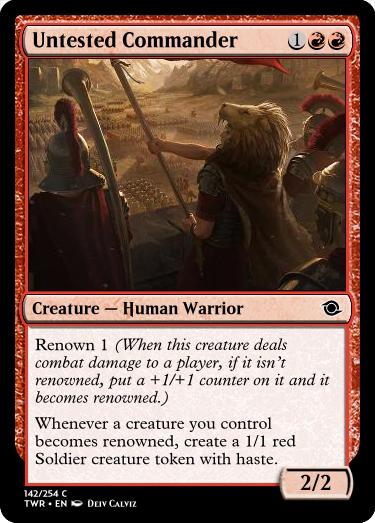 Untested Commander 1
Creature — Human Warrior
Renown 1 (When this creature deals
combat damage to a player, if it isn't
renowned, put a +1/+1 counter on it and it
becomes renowned.)
Whenever a creature you control
becomes renowned, create a 1/1 red
Soldier creature token with haste.
2/2
142/254 C
TWR • EN Deiv Calviz